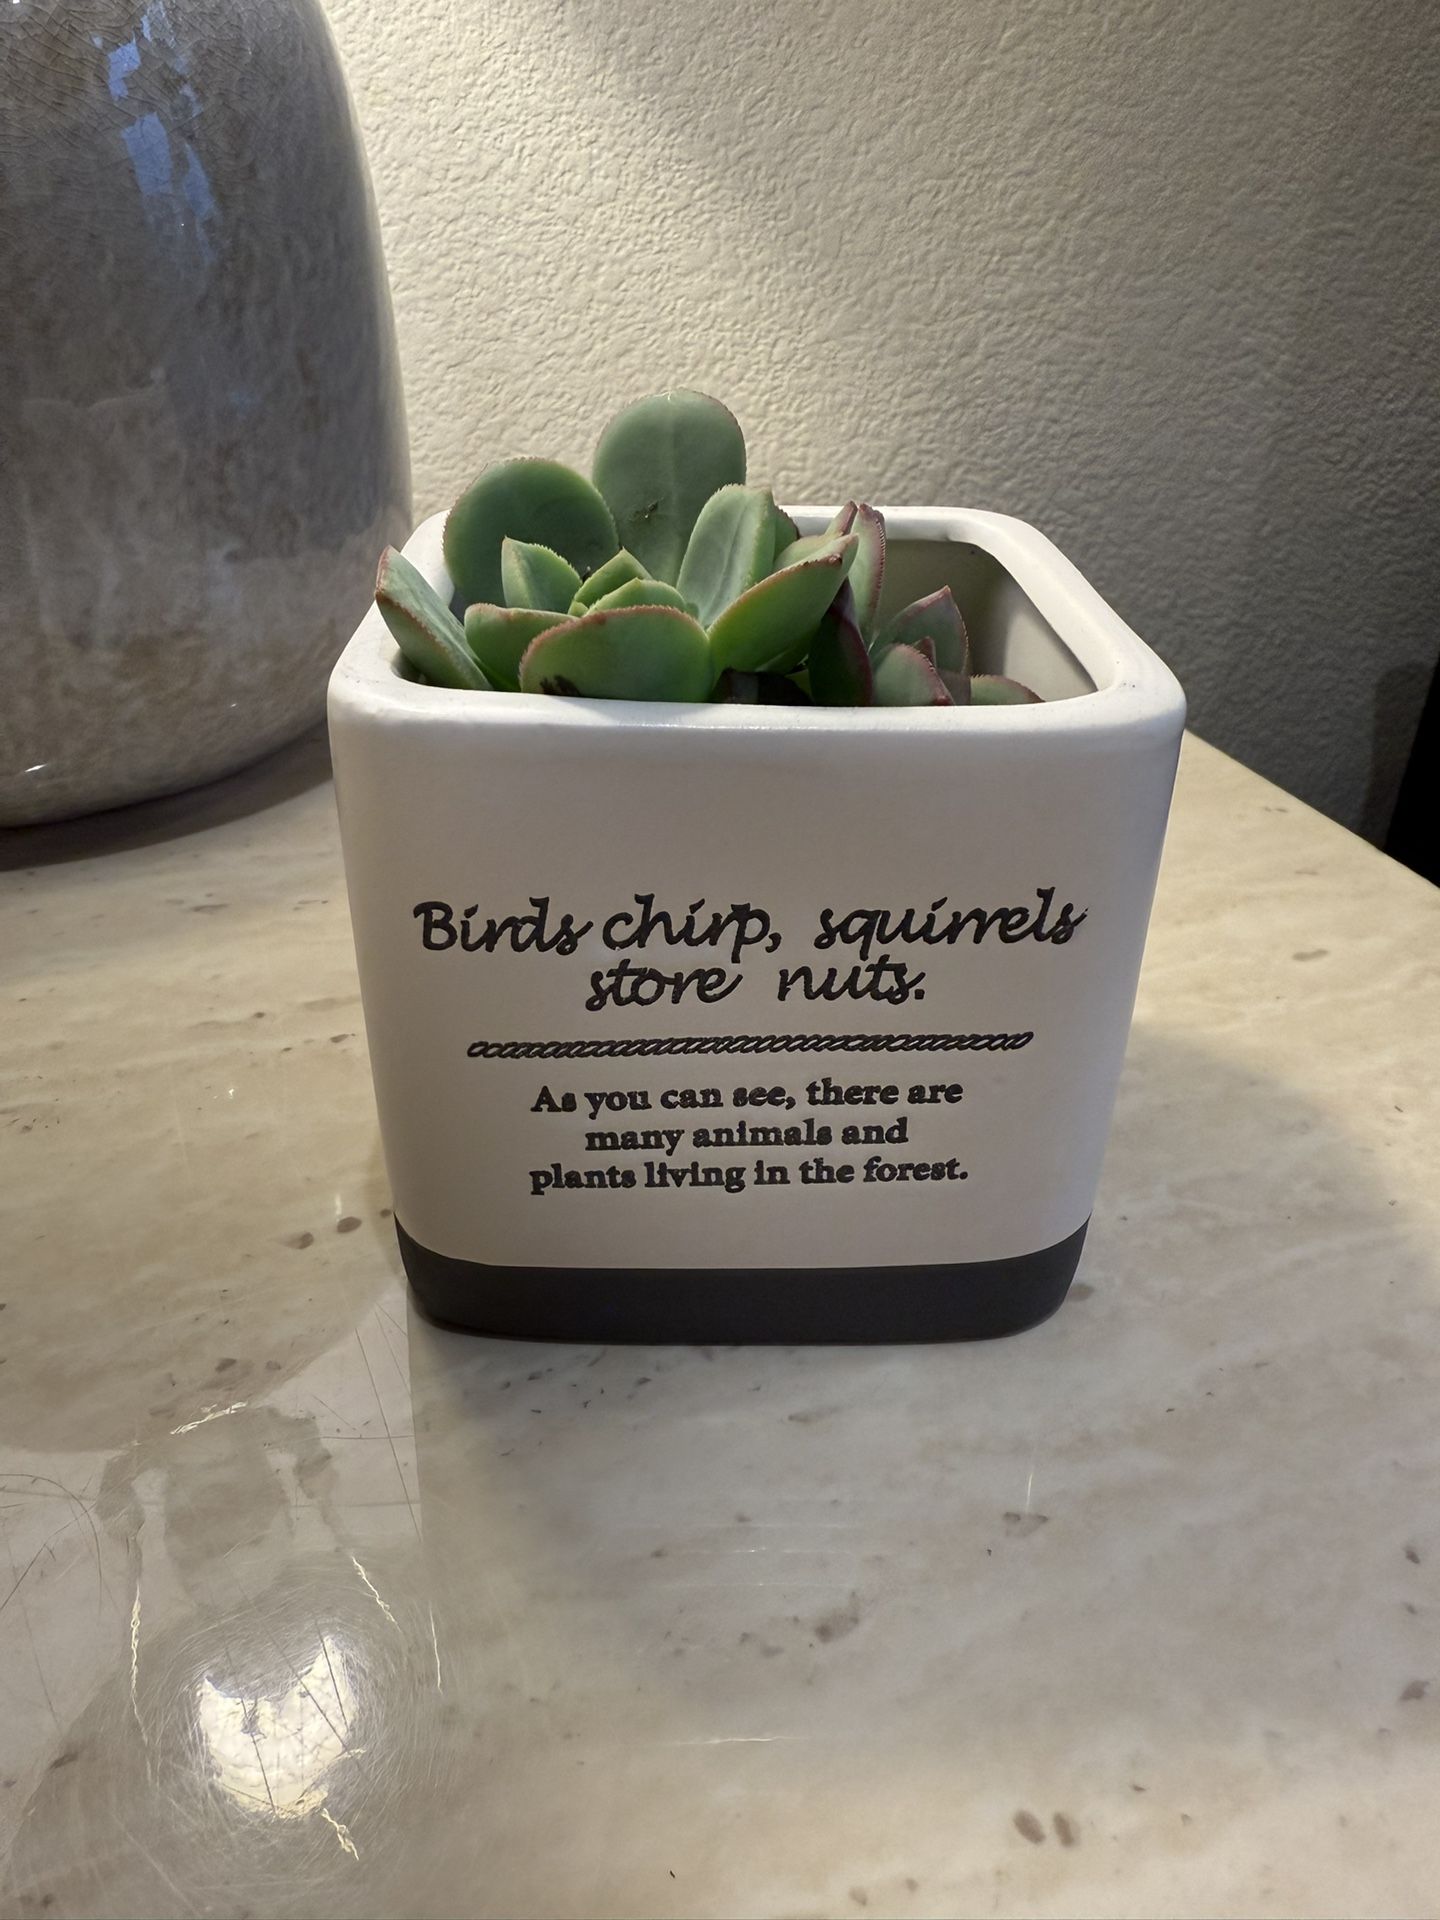 Birds chirp, squirrels
store nuts.
As you can see, there are
many animals and
plants living in the forest.